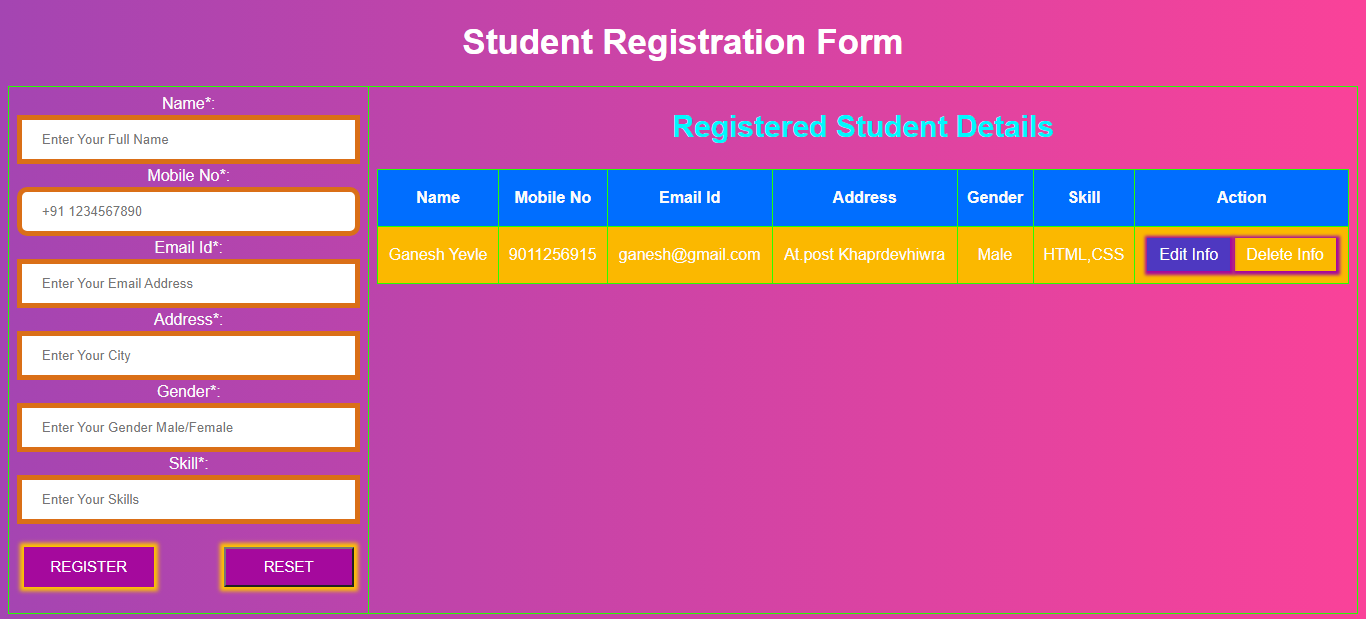 Student Registration Form
Name*:
Enter Your Full Name
Mobile No*:
+91 1234567890
Email Id*:
Enter Your Email Address
Address*:
Enter Your City
Gender*:
Enter Your Gender Male/Female
Skill*:
Enter Your Skills
REGISTER RESET
Registered Student Details
Name Mobile No Email Id Address Gender Skill Action
Ganesh Yevle 9011256915 ganesh@gmail.com At.post Khaprdevhiwra Male HTML,CSS Edit Info Delete Info